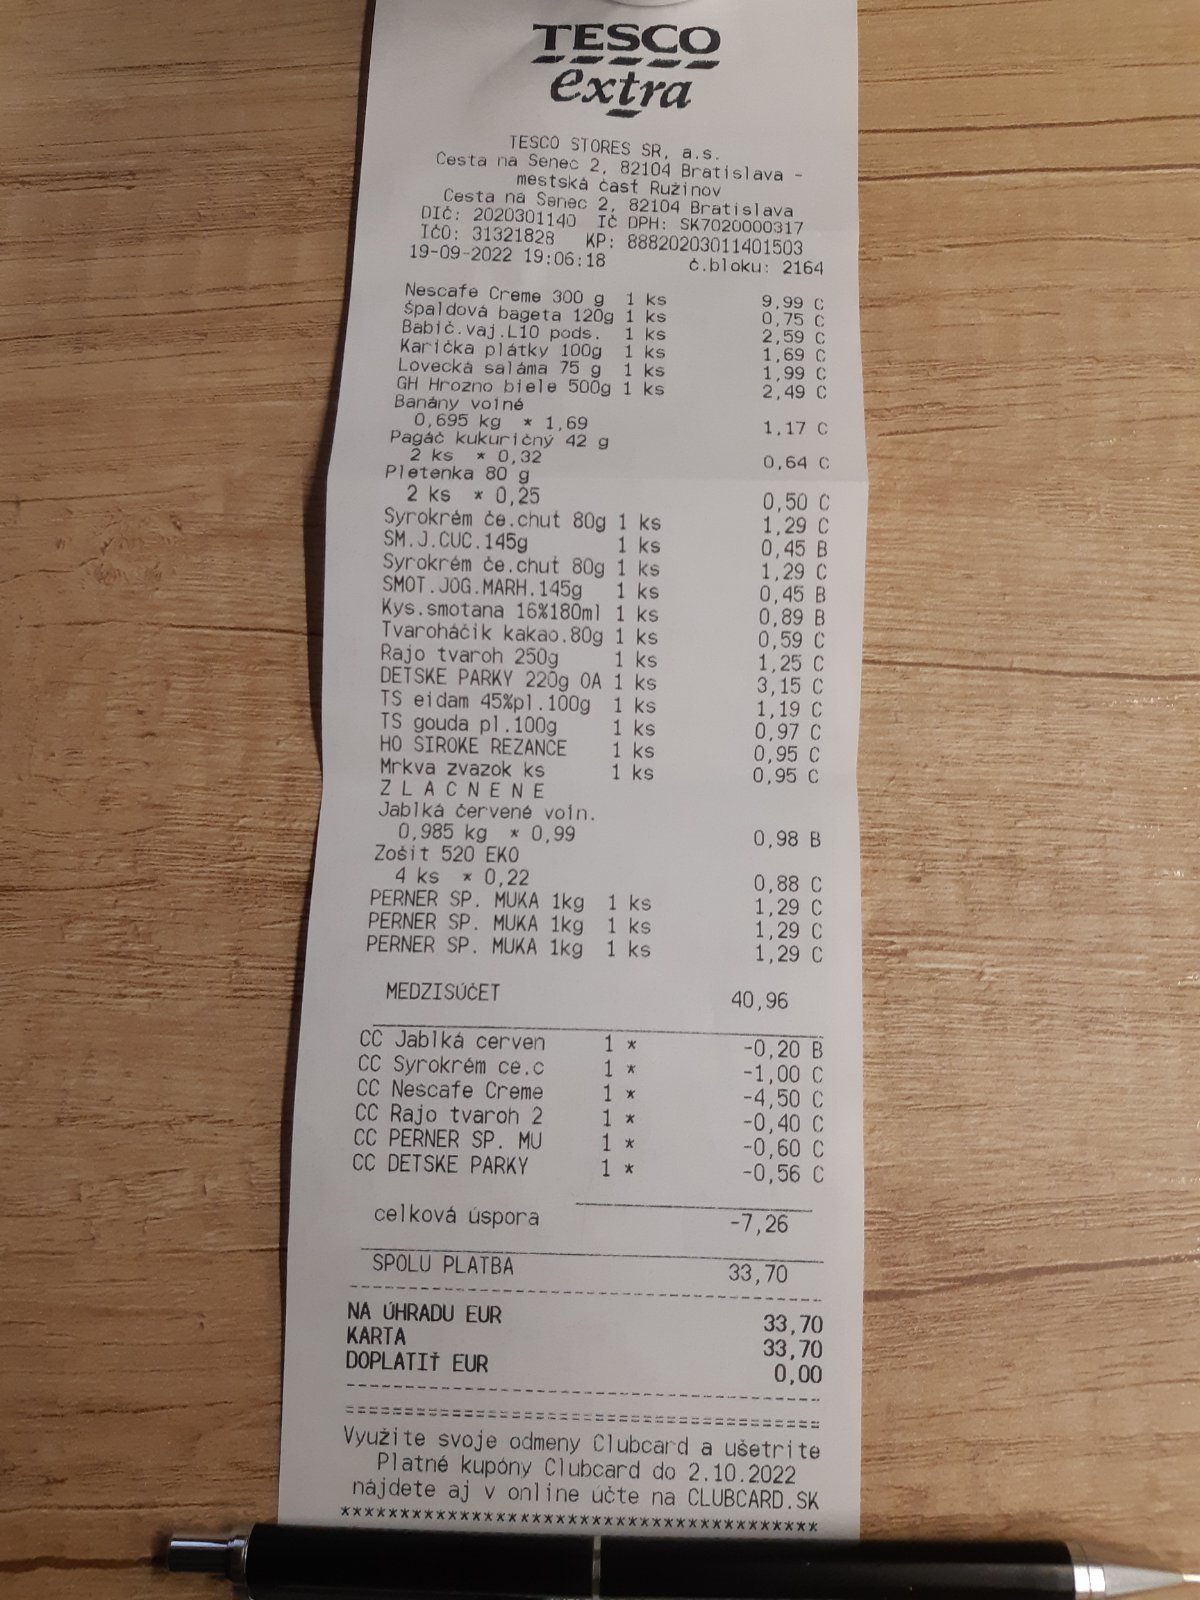 TESCO
extra
TESCO STORES SR, a.s.
Cesta na Senec 2, 82104 Bratislava -
mestská časť Ružinov
Cesta na Senec 2, 82104 Bratislava
DIČ: 2020301140 IČ DPH: SK7020000317
IČO: 31321828 KP: 88820203011401503
19-09-2022 19:06:18 č.bloku: 2164
Nescafe Creme 300 g 1 ks 9,99 C
Špaldová bageta 120g 1 ks 0,75 C
Babič.vaj.L10 pods. 1 ks 2,59 C
Karička plátky 100g 1 ks 1,69 C
Lovecká saláma 75 g 1 ks 1,99 C
GH Hrozno biele 500g 1 ks 2,49 C
Banány voľné
0,695 kg * 1,69 1,17 C
Pagáč kukuričný 42 g
2 ks * 0,32 0,64 C
Pletenka 80 g
2 ks * 0,25 0,50 C
Syrokrém če.chuť 80g 1 ks 1,29 C
SM.J.CUC.145g 1 ks 0,45 B
Syrokrém če.chuť 80g 1 ks 1,29 C
SMOT.JOG.MARH.145g 1 ks 0,45 B
Kys.smotana 16%180ml 1 ks 0,89 B
Tvaroháčik kakao.80g 1 ks 0,59 C
Rajo tvaroh 250g 1 ks 1,25 C
DETSKE PARKY 220g OA 1 ks 3,15 C
TS eidam 45%pl.100g 1 ks 1,19 C
TS gouda pl.100g 1 ks 0,97 C
HO SIROKE REZANCE 1 ks 0,95 C
Mrkva zväzok ks 1 ks 0,95 C
Z L A C N E N E
Jablká červené voľn.
0,985 kg * 0,99 0,98 B
Zošit 520 EKO
4 ks * 0,22 0,88 C
PERNER SP. MUKA 1kg 1 ks 1,29 C
PERNER SP. MUKA 1kg 1 ks 1,29 C
PERNER SP. MUKA 1kg 1 ks 1,29 C
MEDZISÚČET 40,96
CC Jablká cerven 1 * -0,20 B
CC Syrokrém ce.c 1 * -1,00 C
CC Nescafe Creme 1 * -4,50 C
CC Rajo tvaroh 2 1 * -0,40 C
CC PERNER SP. MU 1 * -0,60 C
CC DETSKE PARKY 1 * -0,56 C
celková úspora -7,26
SPOLU PLATBA 33,70
NA ÚHRADU EUR 33,70
KARTA 33,70
DOPLATIŤ EUR 0,00
========================================
Využite svoje odmeny Clubcard a ušetrite
Platné kupóny Clubcard do 2.10.2022
nájdete aj v online účte na CLUBCARD.SK
****************************************